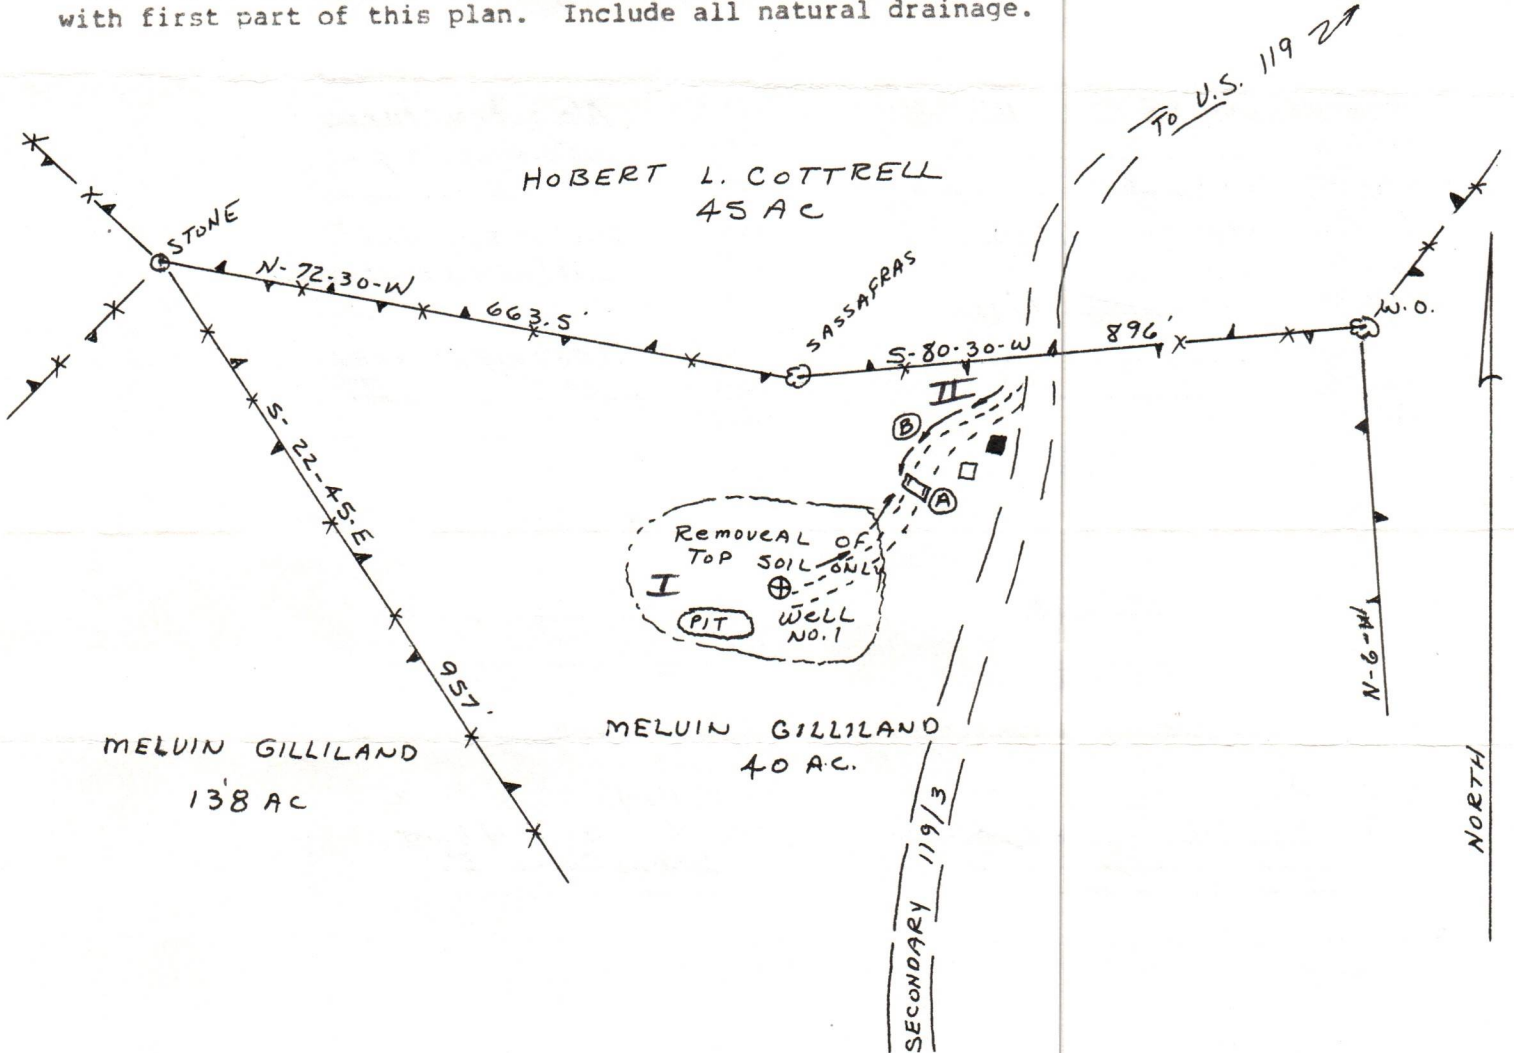 with first part of this plan. Include all natural drainage.
TO U.S. 119
HOBERT L. COTTRELL
45 AC
STONE
N-72-30-W
663.5'
SASSAFRAS
S-80-30-W
896'
W.O.
II
B
A
S-22-45-E
957'
RemoveAL OF
TOP SOIL ONLY
I
PIT
WeLL
NO.1
N-6-W
MELVIN GILLILAND
138 AC
MELVIN GILLILAND
40 A.C.
SECONDARY 119/3
NORTH